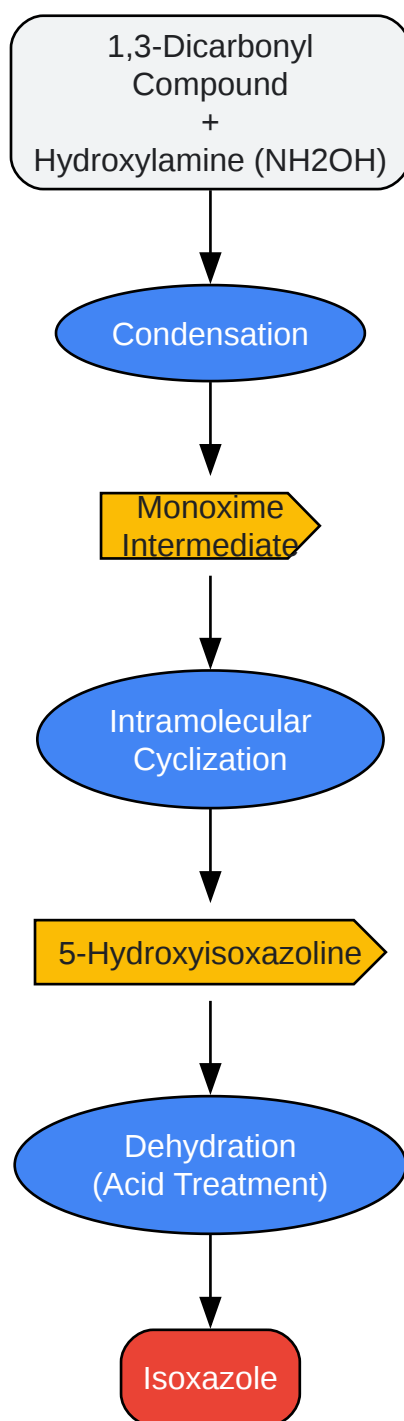 1,3-Dicarbonyl
Compound
+
Hydroxylamine (NH2OH)
Condensation
Monoxime
Intermediate
Intramolecular
Cyclization
5-Hydroxyisoxazoline
Dehydration
(Acid Treatment)
Isoxazole